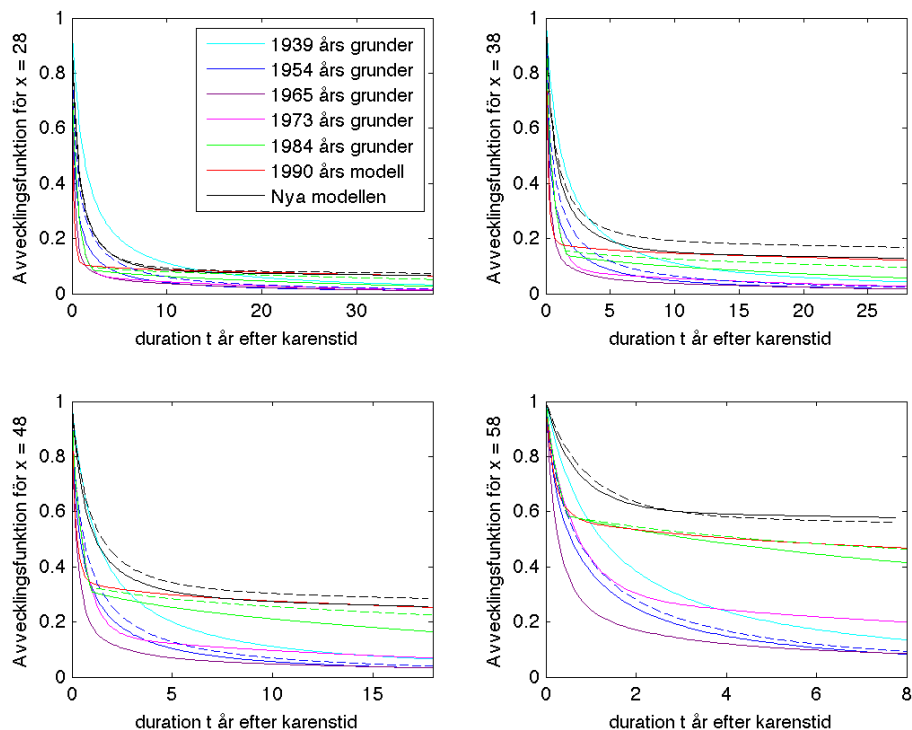 Avvecklingsfunktion för x = 28
1
0.8
0.6
0.4
0.2
0
0 10 20 30
duration t år efter karenstid
1939 års grunder
1954 års grunder
1965 års grunder
1973 års grunder
1984 års grunder
1990 års modell
Nya modellen
Avvecklingsfunktion för x = 38
1
0.8
0.6
0.4
0.2
0
0 5 10 15 20 25
duration t år efter karenstid
Avvecklingsfunktion för x = 48
1
0.8
0.6
0.4
0.2
0
0 5 10 15
duration t år efter karenstid
Avvecklingsfunktion för x = 58
1
0.8
0.6
0.4
0.2
0
0 2 4 6 8
duration t år efter karenstid